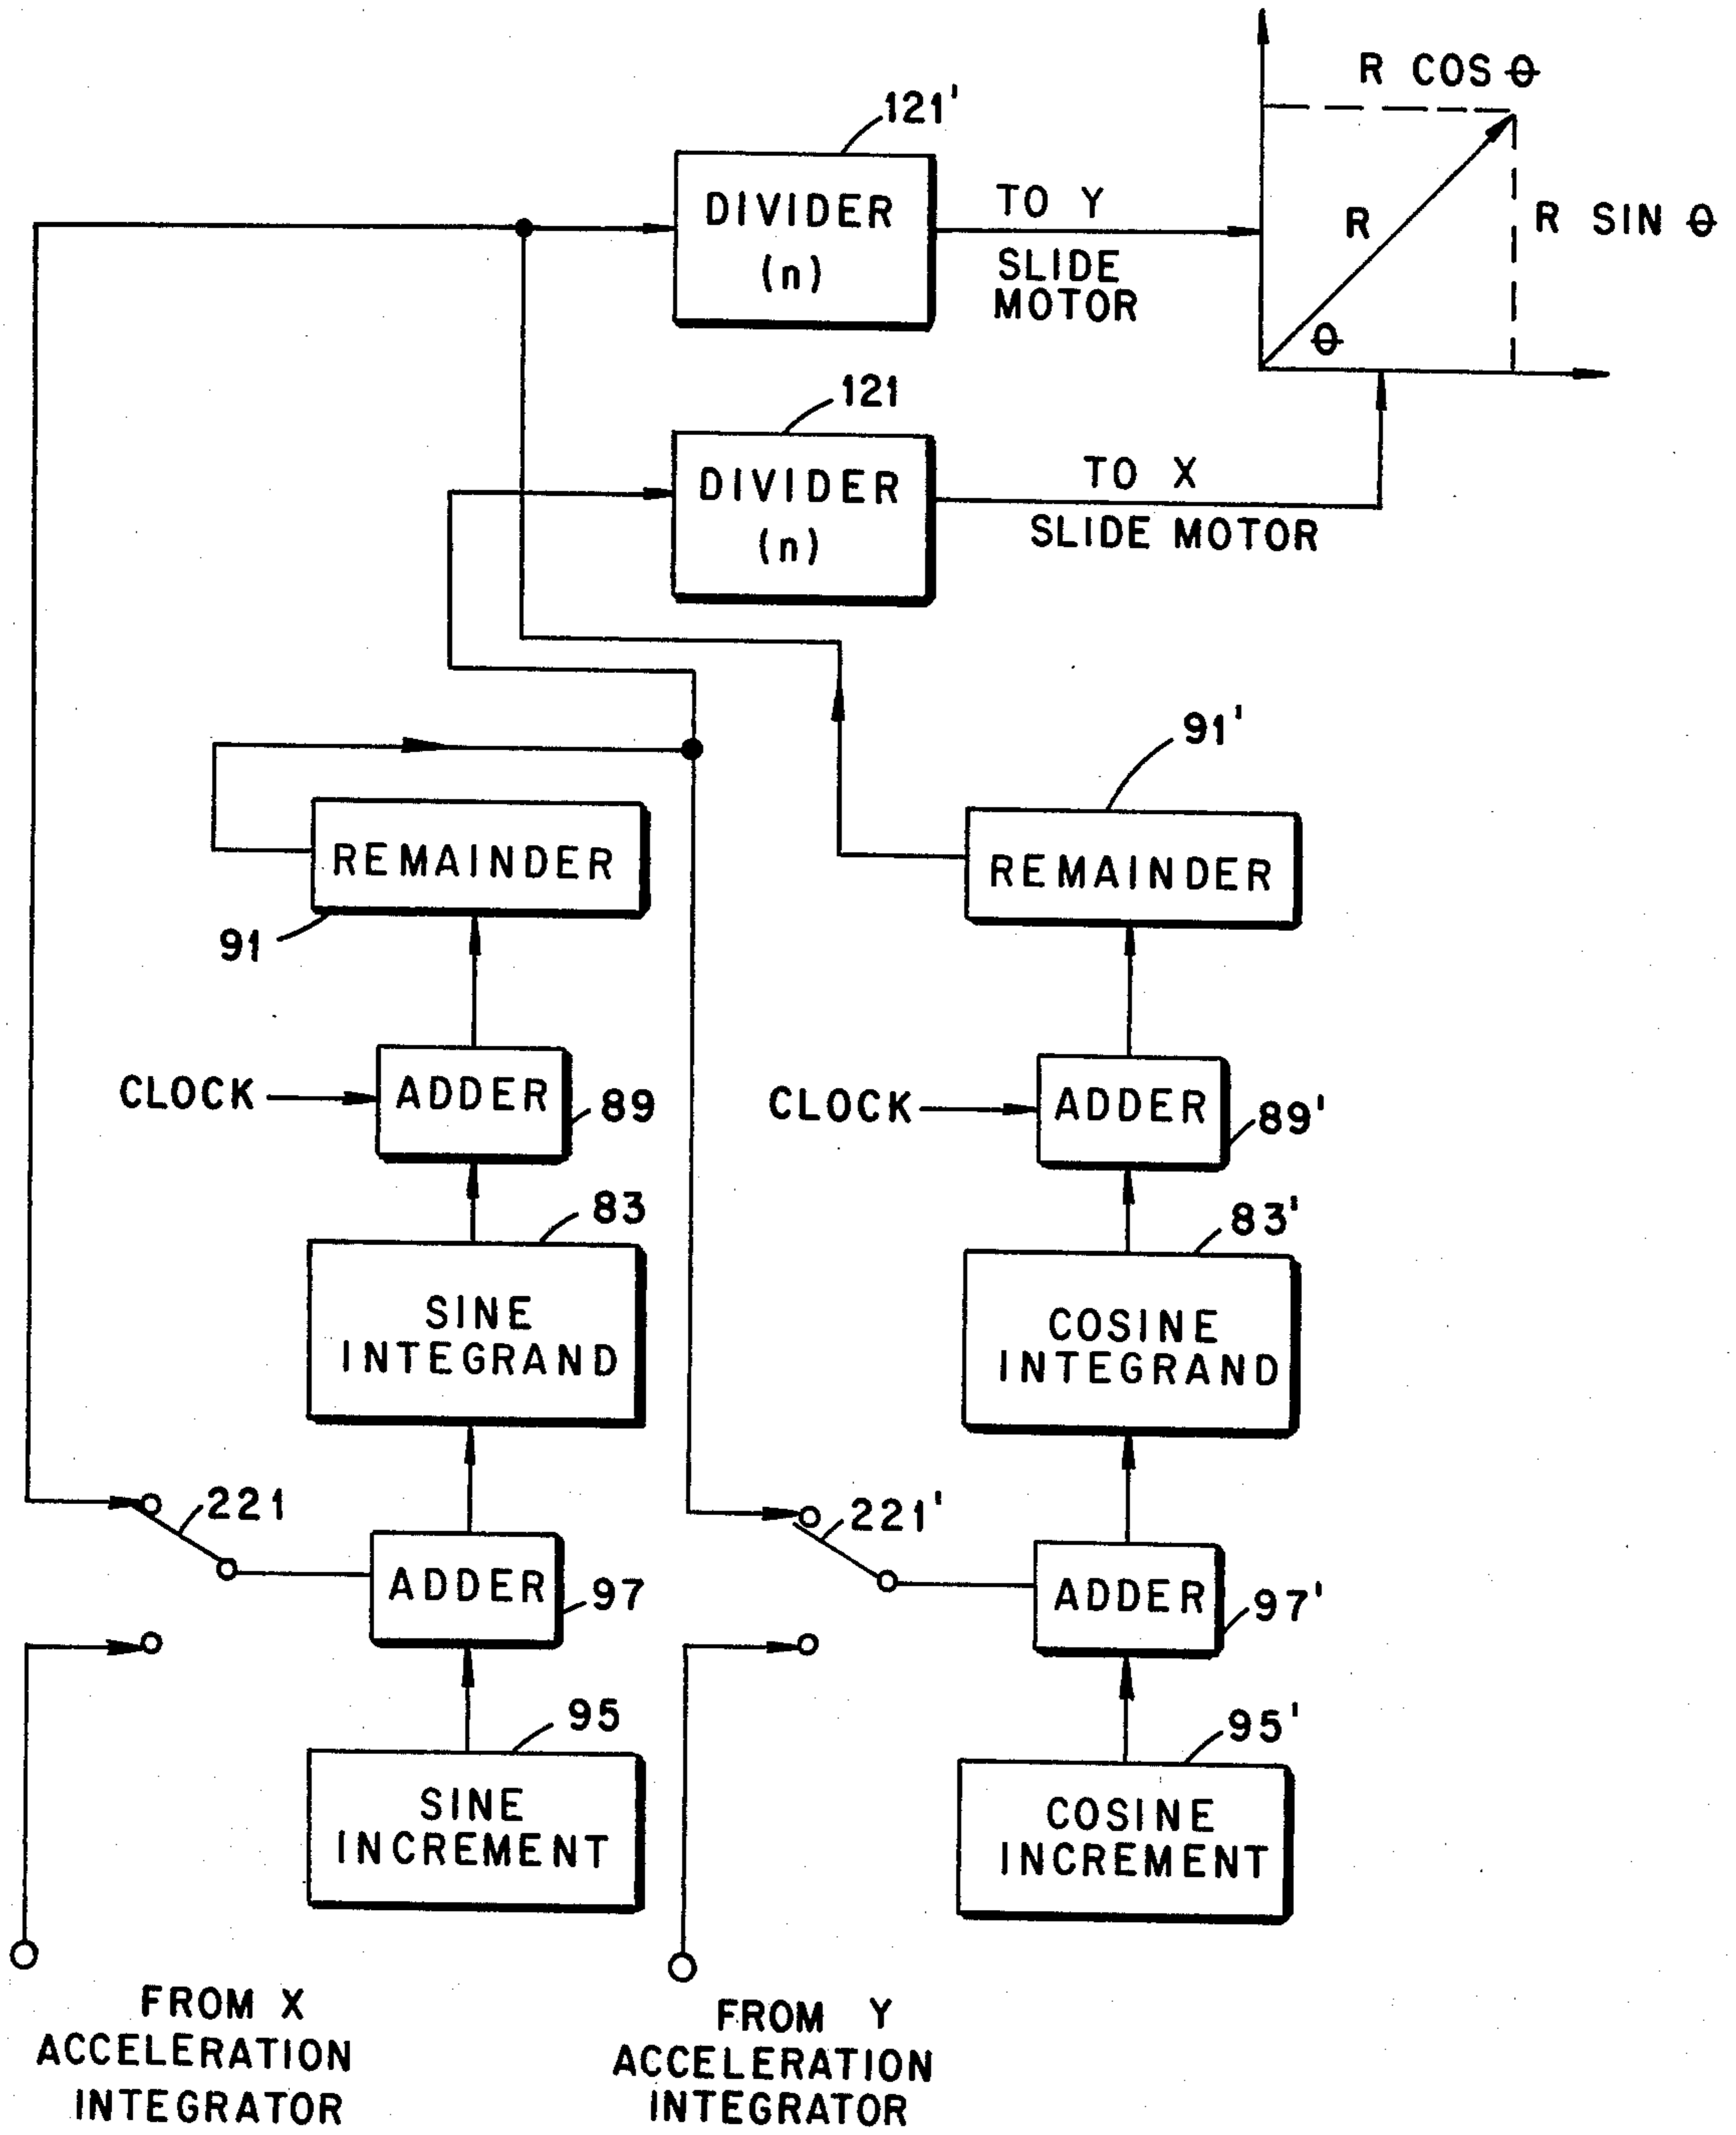 R COS θ
121'
DIVIDER
(n)
TO Y
SLIDE
MOTOR
R
R SIN θ
θ
121
DIVIDER
(n)
TO X
SLIDE MOTOR
91'
REMAINDER
91
REMAINDER
CLOCK
ADDER
89
CLOCK
ADDER
89'
83
SINE
INTEGRAND
83'
COSINE
INTEGRAND
221
ADDER
97
221'
ADDER
97'
95
SINE
INCREMENT
95'
COSINE
INCREMENT
FROM X
ACCELERATION
INTEGRATOR
FROM Y
ACCELERATION
INTEGRATOR